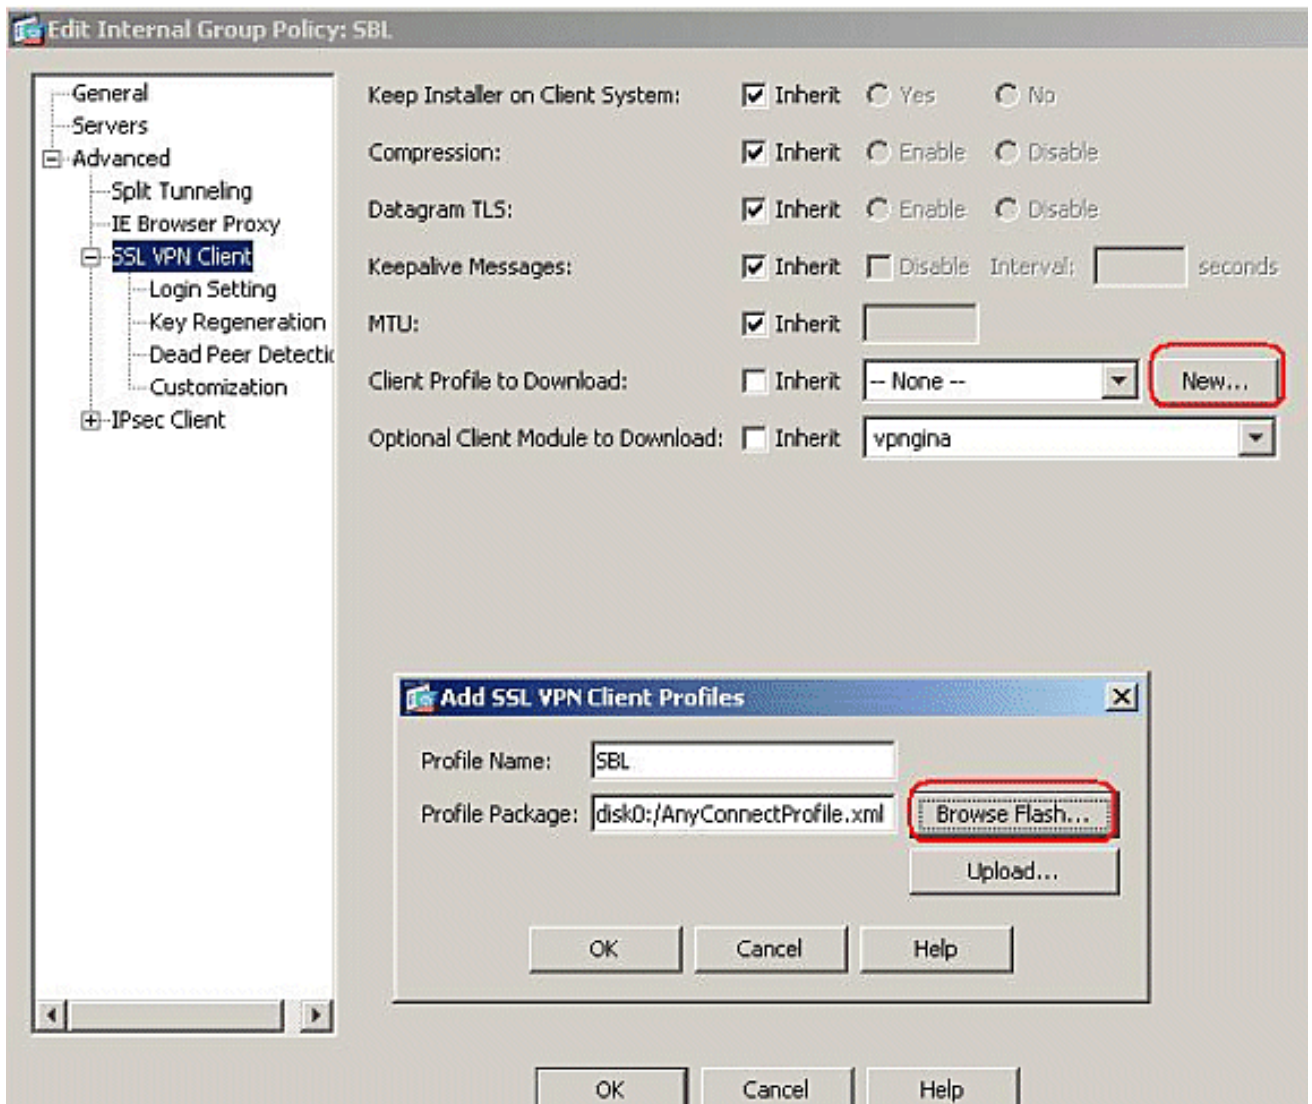 Edit Internal Group Policy: SBL
General
Servers
Advanced
Split Tunneling
IE Browser Proxy
SSL VPN Client
Login Setting
Key Regeneration
Dead Peer Detectic
Customization
IPsec Client
Keep Installer on Client System: Inherit Yes No
Compression: Inherit Enable Disable
Datagram TLS: Inherit Enable Disable
Keepalive Messages: Inherit Disable Interval: seconds
MTU: Inherit
Client Profile to Download: Inherit -- None -- New...
Optional Client Module to Download: Inherit vpngina
Add SSL VPN Client Profiles
Profile Name: SBL
Profile Package: disk0:/AnyConnectProfile.xml Browse Flash...
Upload...
OK Cancel Help
OK Cancel Help